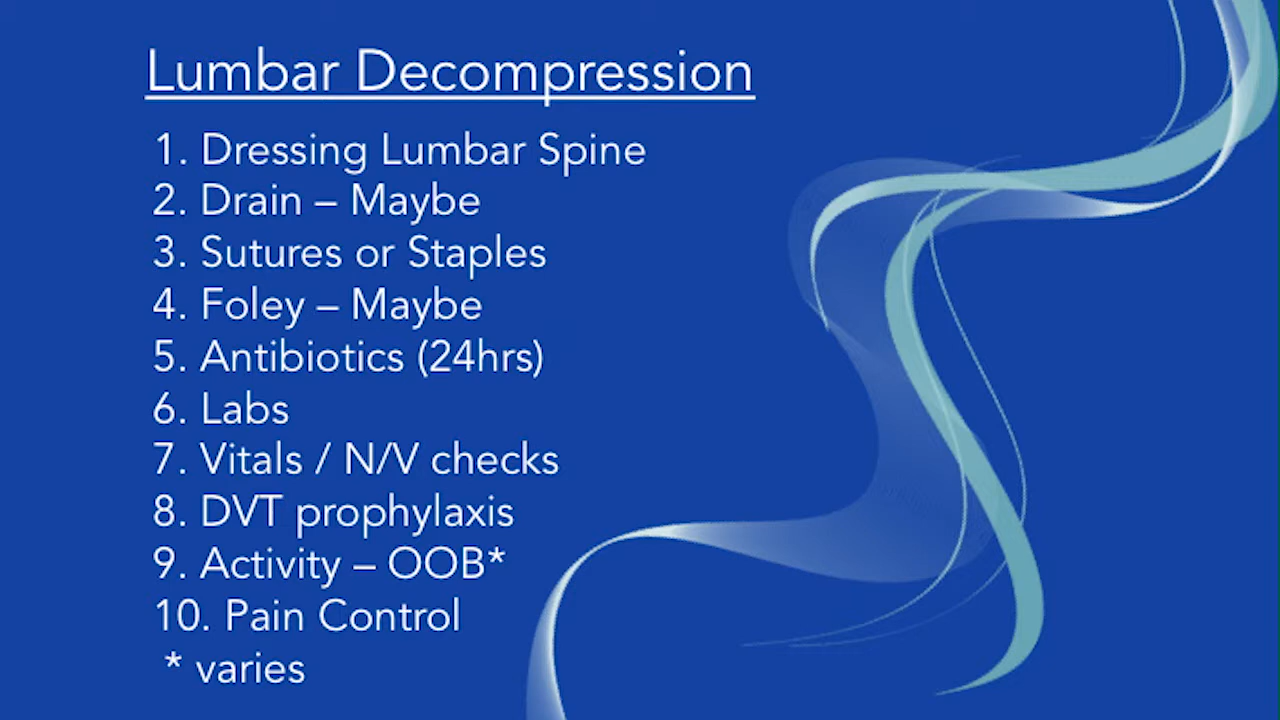 Lumbar Decompression
1. Dressing Lumbar Spine
2. Drain – Maybe
3. Sutures or Staples
4. Foley – Maybe
5. Antibiotics (24hrs)
6. Labs
7. Vitals / N/V checks
8. DVT prophylaxis
9. Activity – OOB*
10. Pain Control
* varies